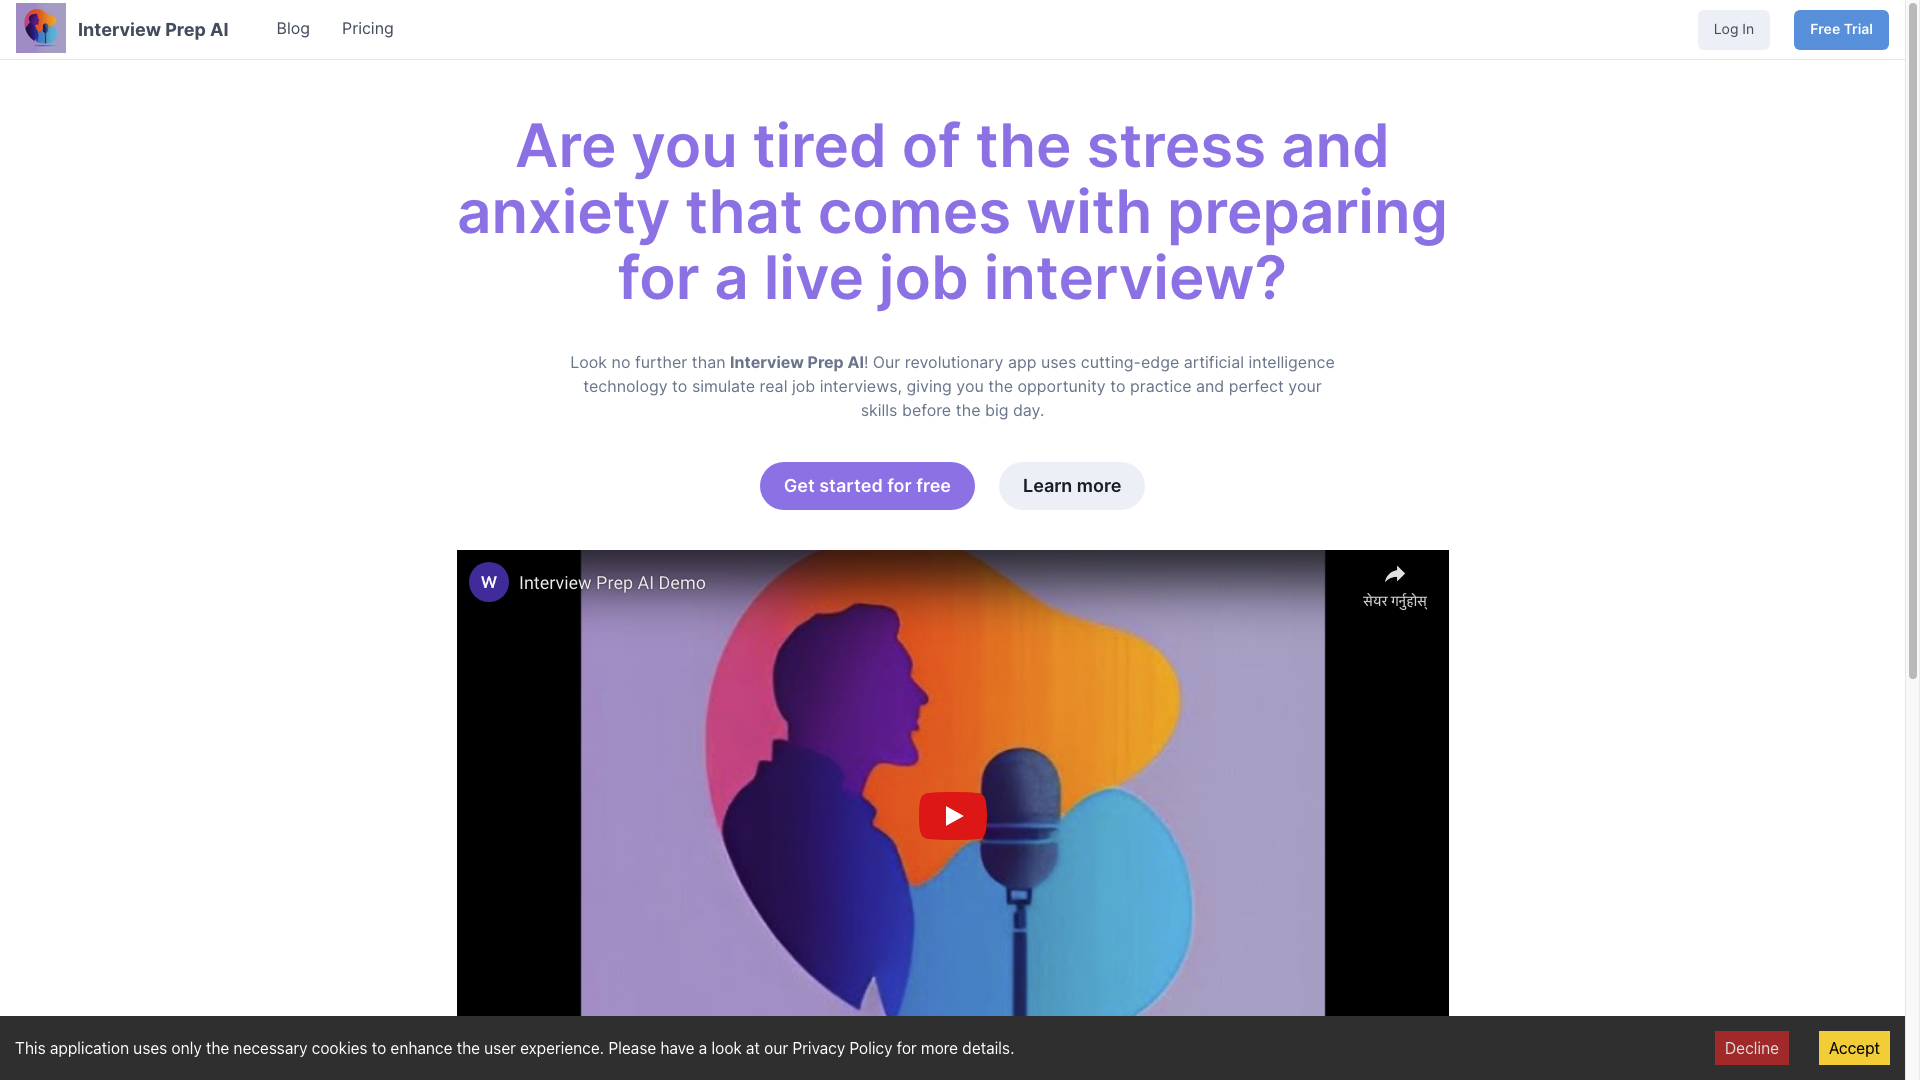 Interview Prep AI
Blog
Pricing
Log In
Free Trial
Are you tired of the stress and
anxiety that comes with preparing
for a live job interview?
Look no further than Interview Prep AI! Our revolutionary app uses cutting-edge artificial intelligence
technology to simulate real job interviews, giving you the opportunity to practice and perfect your
skills before the big day.
Get started for free
Learn more
W
Interview Prep AI Demo
सेयर गर्नुहोस्
This application uses only the necessary cookies to enhance the user experience. Please have a look at our Privacy Policy for more details.
Decline
Accept